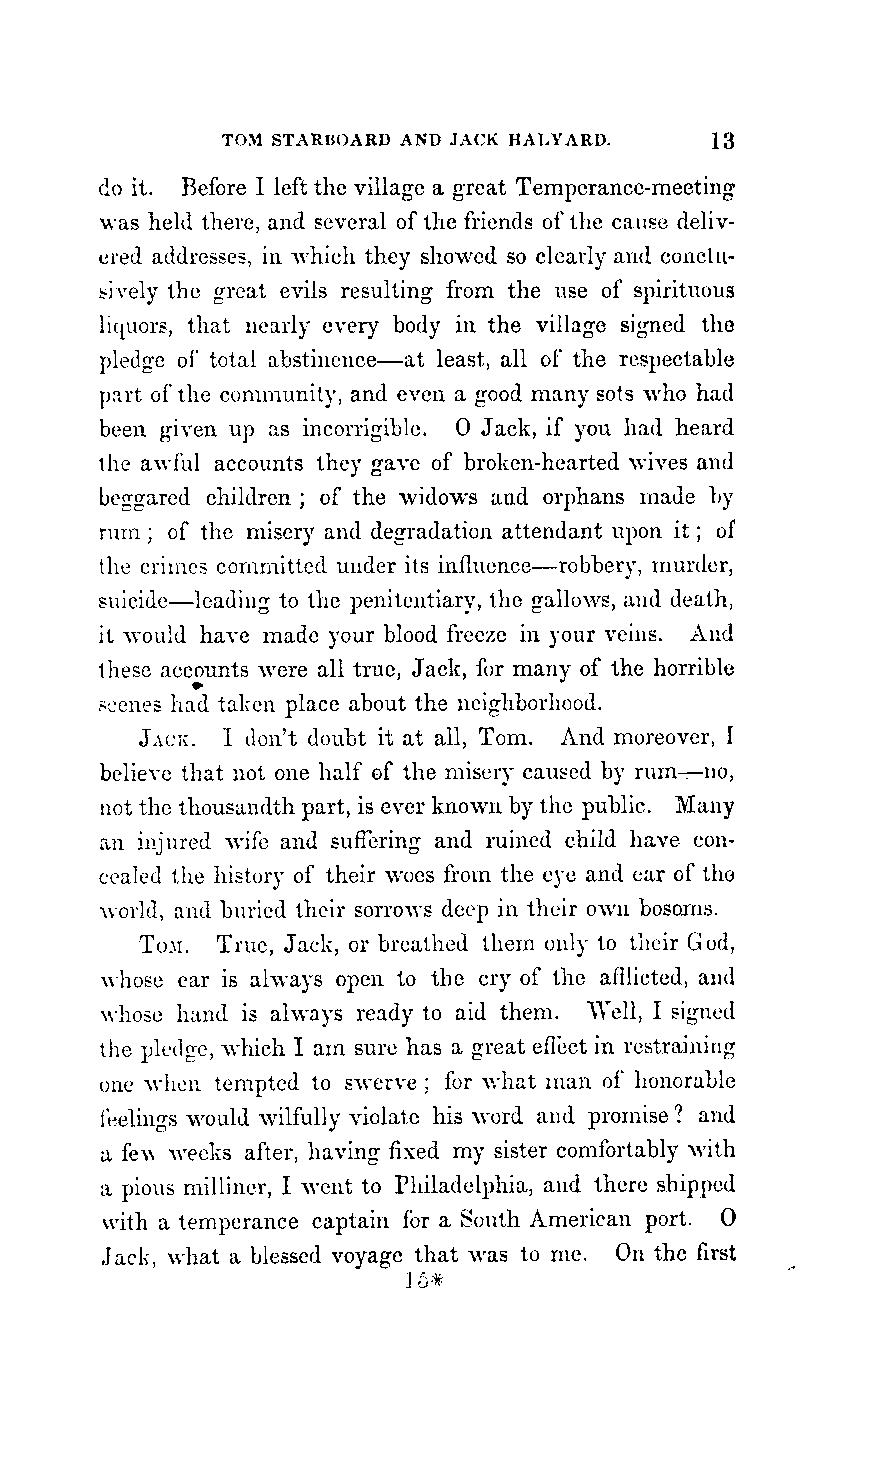 TOM STARBOARD AND JACK HALYARD. 13
do it. Before I left the village a great Temperance-meeting
was held there, and several of the friends of the cause deliv-
ered addresses, in which they showed so clearly and conclu-
sively the great evils resulting from the use of spirituous
liquors, that nearly every body in the village signed the
pledge of total abstinence—at least, all of the respectable
part of the community, and even a good many sots who had
been given up as incorrigible. O Jack, if you had heard
the awful accounts they gave of broken-hearted wives and
beggared children ; of the widows and orphans made by
rum ; of the misery and degradation attendant upon it ; of
the crimes committed under its influence—robbery, murder,
suicide—leading to the penitentiary, the gallows, and death,
it would have made your blood freeze in your veins. And
these accounts were all true, Jack, for many of the horrible
scenes had taken place about the neighborhood.
JACK. I don't doubt it at all, Tom. And moreover, I
believe that not one half of the misery caused by rum—no,
not the thousandth part, is ever known by the public. Many
an injured wife and suffering and ruined child have con-
cealed the history of their woes from the eye and ear of the
world, and buried their sorrows deep in their own bosoms.
TOM. True, Jack, or breathed them only to their God,
whose ear is always open to the cry of the afflicted, and
whose hand is always ready to aid them. Well, I signed
the pledge, which I am sure has a great effect in restraining
one when tempted to swerve ; for what man of honorable
feelings would wilfully violate his word and promise ? and
a few weeks after, having fixed my sister comfortably with
a pious milliner, I went to Philadelphia, and there shipped
with a temperance captain for a South American port. O
Jack, what a blessed voyage that was to me. On the first
15*